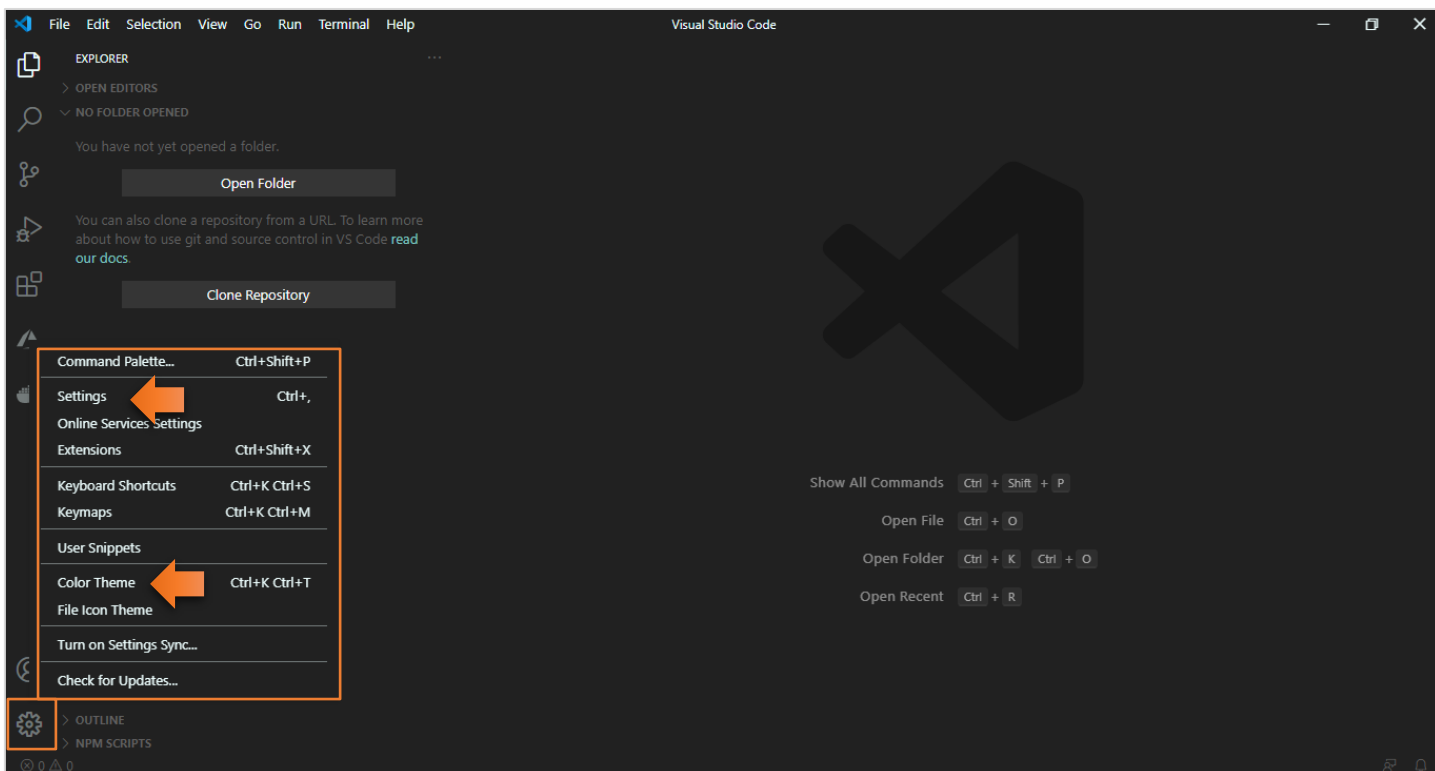 File Edit Selection View Go Run Terminal Help
Visual Studio Code
EXPLORER
OPEN EDITORS
NO FOLDER OPENED
You have not yet opened a folder.
Open Folder
You can also clone a repository from a URL. To learn more
about how to use git and source control in VS Code read
our docs.
Clone Repository
Command Palette... Ctrl+Shift+P
Settings Ctrl+,
Online Services Settings
Extensions Ctrl+Shift+X
Keyboard Shortcuts Ctrl+K Ctrl+S
Keymaps Ctrl+K Ctrl+M
User Snippets
Color Theme Ctrl+K Ctrl+T
File Icon Theme
Turn on Settings Sync...
Check for Updates...
OUTLINE
NPM SCRIPTS
0 0
Show All Commands Ctrl + Shift + P
Open File Ctrl + O
Open Folder Ctrl + K Ctrl + O
Open Recent Ctrl + R